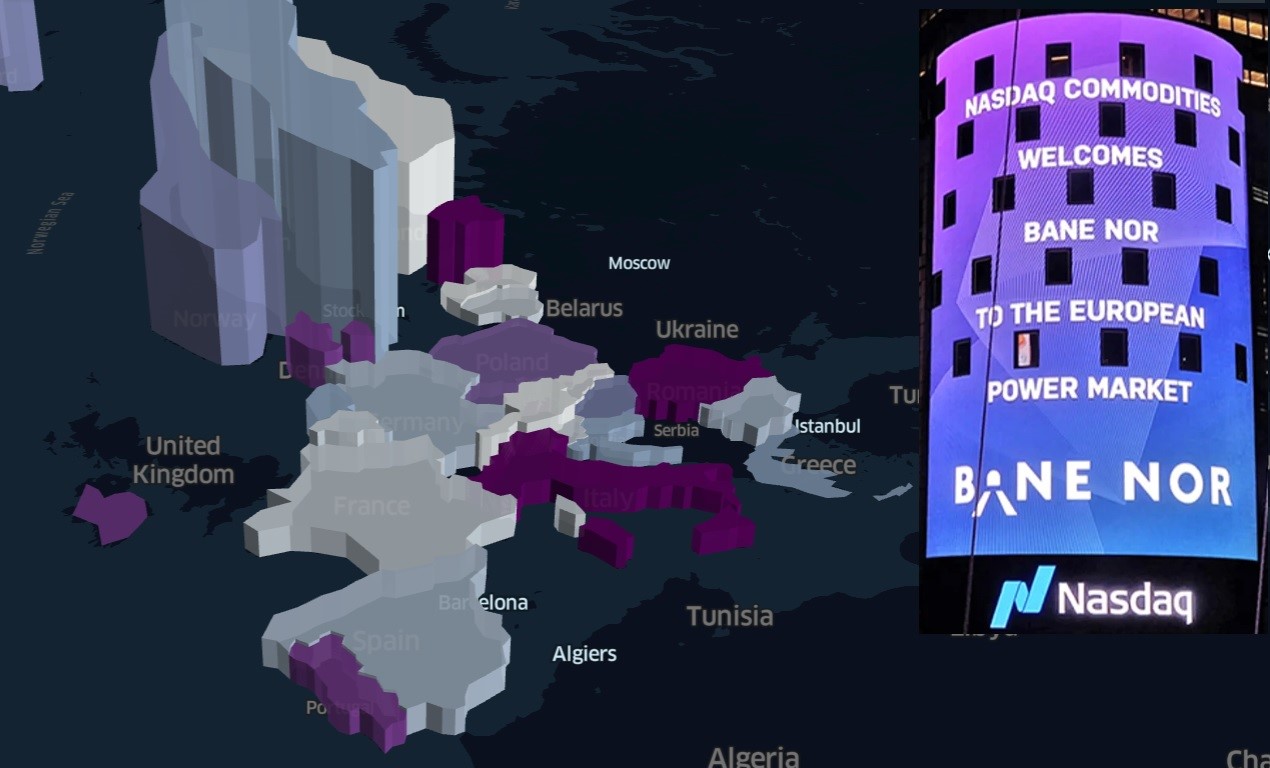 Norwegian Sea
Moscow
Norway
Belarus
Ukraine
Poland
Germany
Romania
Istanbul
Serbia
United
Kingdom
Greece
France
Italy
Barcelona
Tunisia
Spain
Algiers
Portugal
Algeria
NASDAQ COMMODITIES
WELCOMES
BANE NOR
TO THE EUROPEAN
POWER MARKET
BANE NOR
Nasdaq